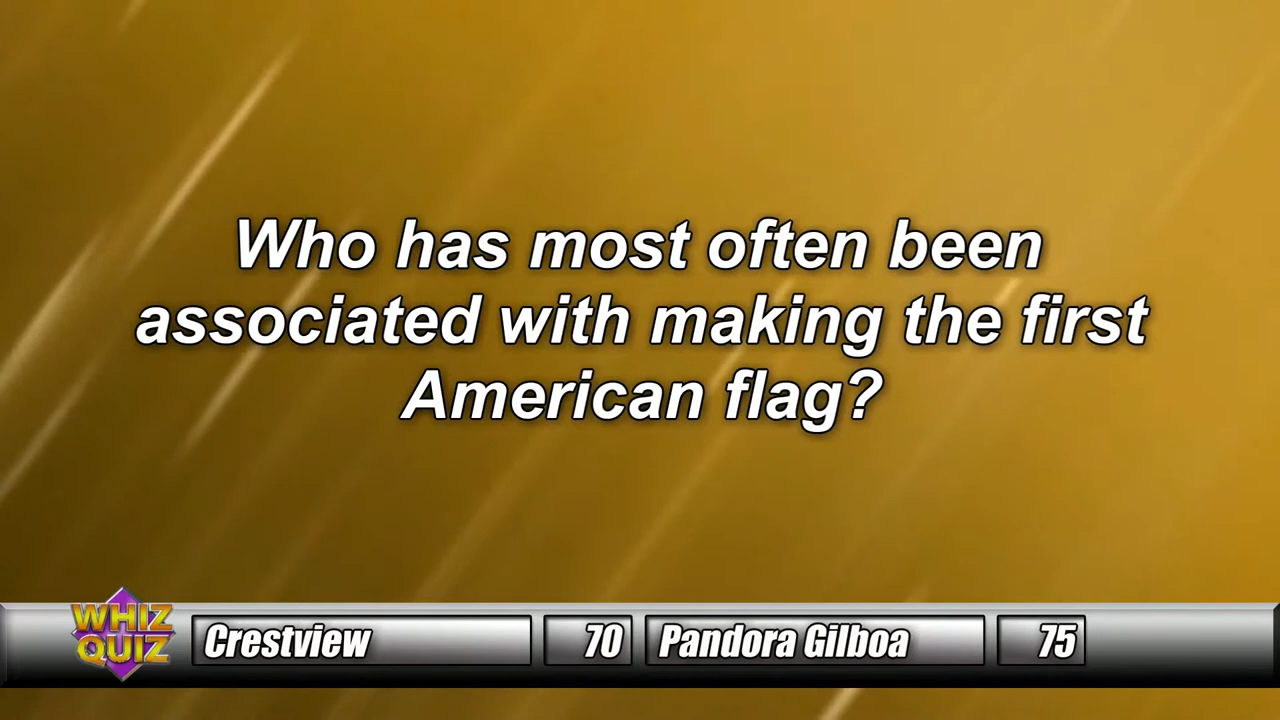 Who has most often been
associated with making the first
American flag?
WHIZ
QUIZ
Crestview 70 Pandora Gilboa 75